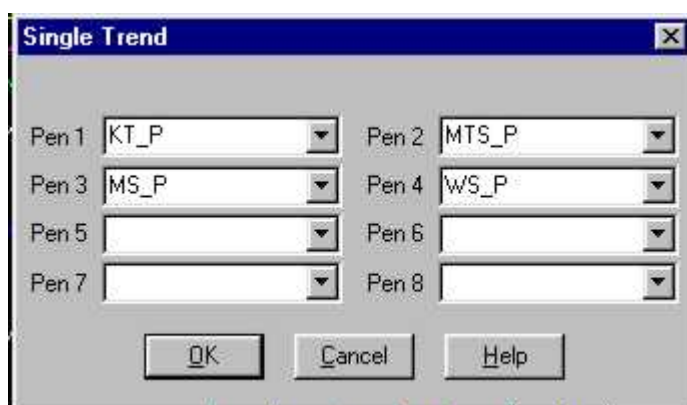 Single Trend
Pen 1 KT_P Pen 2 MTS_P
Pen 3 MS_P Pen 4 WS_P
Pen 5 Pen 6
Pen 7 Pen 8
OK Cancel Help